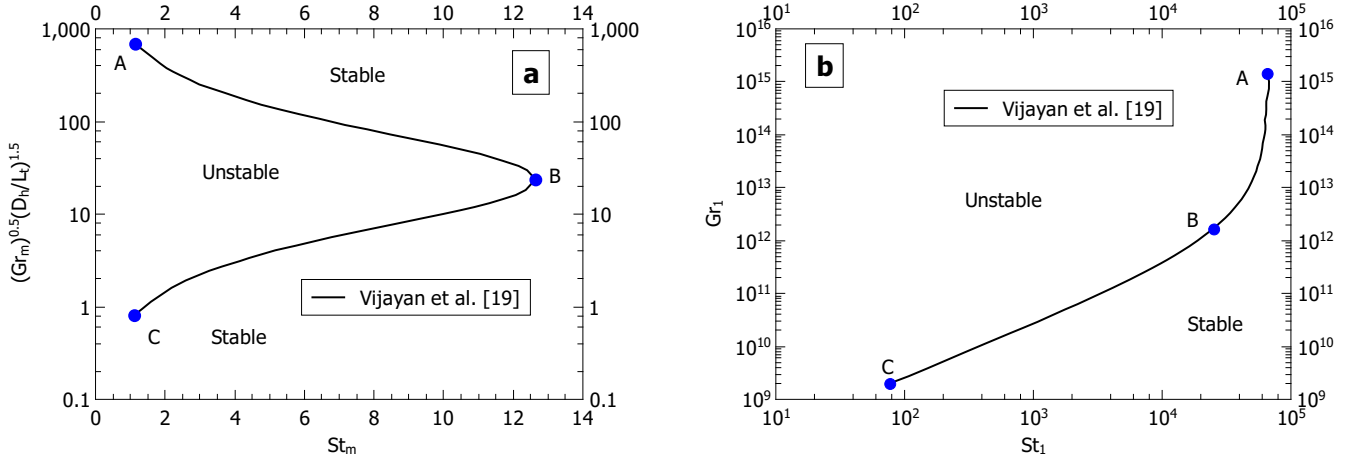 0 2 4 6 8 10 12 14
1,000 1,000
A
Stable
a
100 100
Unstable
B
(Gr_m)^0.5(D_h/L_t)^1.5
10 10
Vijayan et al. [19]
1 1
C
Stable
0.1 0.1
0 2 4 6 8 10 12 14
St_m
10^1 10^2 10^3 10^4 10^5
10^16 10^16
b
A
10^15 10^15
Vijayan et al. [19]
10^14 10^14
10^13 10^13
Unstable
Gr_1
B
10^12 10^12
10^11 10^11
Stable
10^10 10^10
C
10^9 10^9
10^1 10^2 10^3 10^4 10^5
St_1